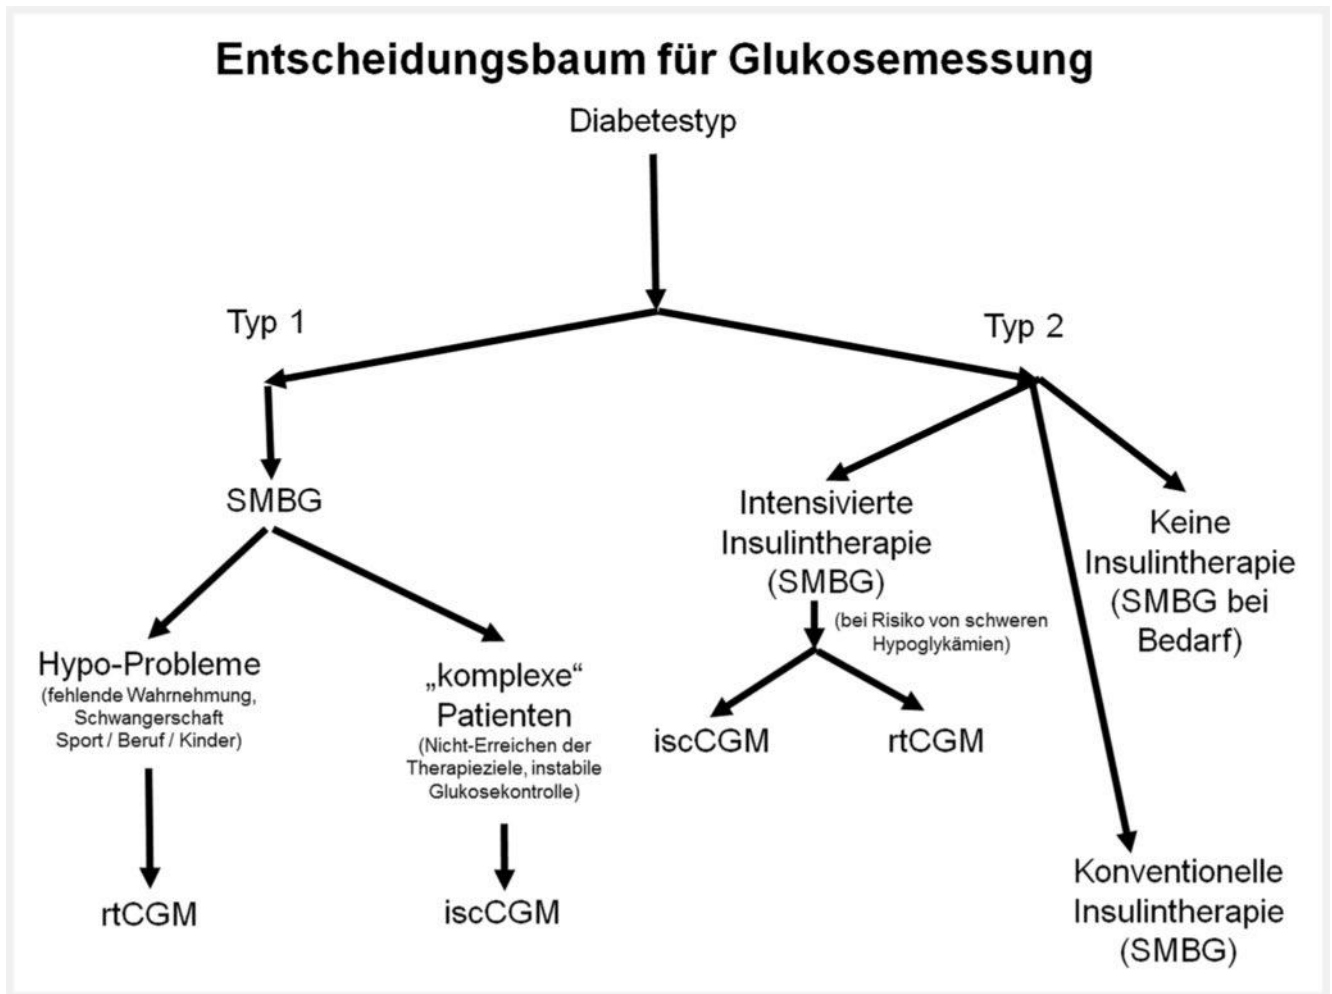 Entscheidungsbaum für Glukosemessung
Diabetestyp
Typ 1
Typ 2
SMBG
Hypo-Probleme
(fehlende Wahrnehmung,
Schwangerschaft
Sport / Beruf / Kinder)
rtCGM
„komplexe“
Patienten
(Nicht-Erreichen der
Therapieziele, instabile
Glukosekontrolle)
iscCGM
Intensivierte
Insulintherapie
(SMBG)
(bei Risiko von schweren
Hypoglykämien)
iscCGM
rtCGM
Keine
Insulintherapie
(SMBG bei
Bedarf)
Konventionelle
Insulintherapie
(SMBG)